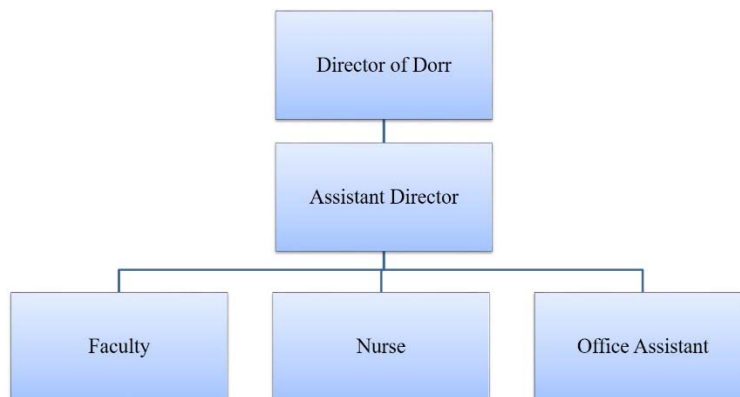 Director of Dorr
Assistant Director
Faculty
Nurse
Office Assistant